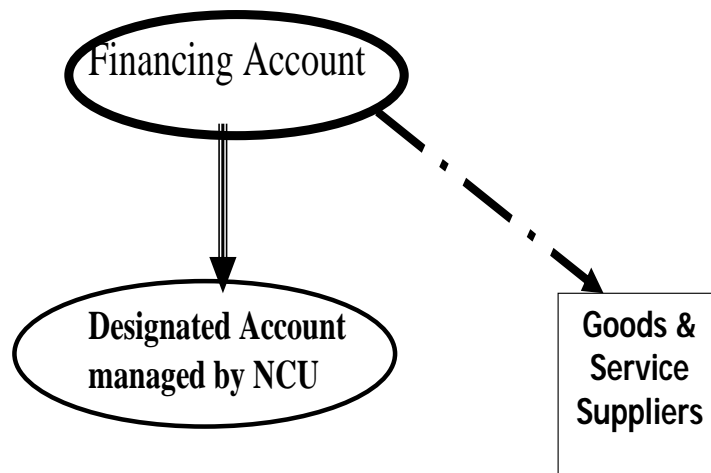 Financing Account
Designated Account
managed by NCU
Goods &
Service
Suppliers